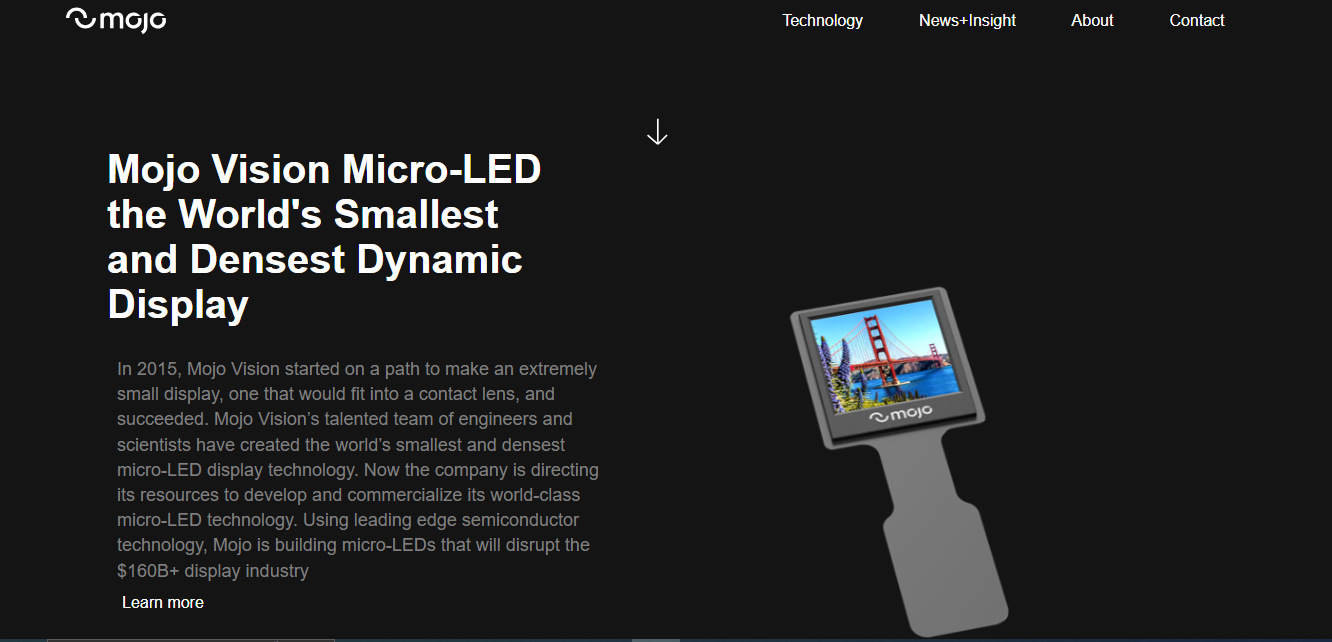 mojo
Technology
News+Insight
About
Contact
Mojo Vision Micro-LED
the World's Smallest
and Densest Dynamic
Display
In 2015, Mojo Vision started on a path to make an extremely
small display, one that would fit into a contact lens, and
succeeded. Mojo Vision’s talented team of engineers and
scientists have created the world’s smallest and densest
micro-LED display technology. Now the company is directing
its resources to develop and commercialize its world-class
micro-LED technology. Using leading edge semiconductor
technology, Mojo is building micro-LEDs that will disrupt the
$160B+ display industry
Learn more
mojo